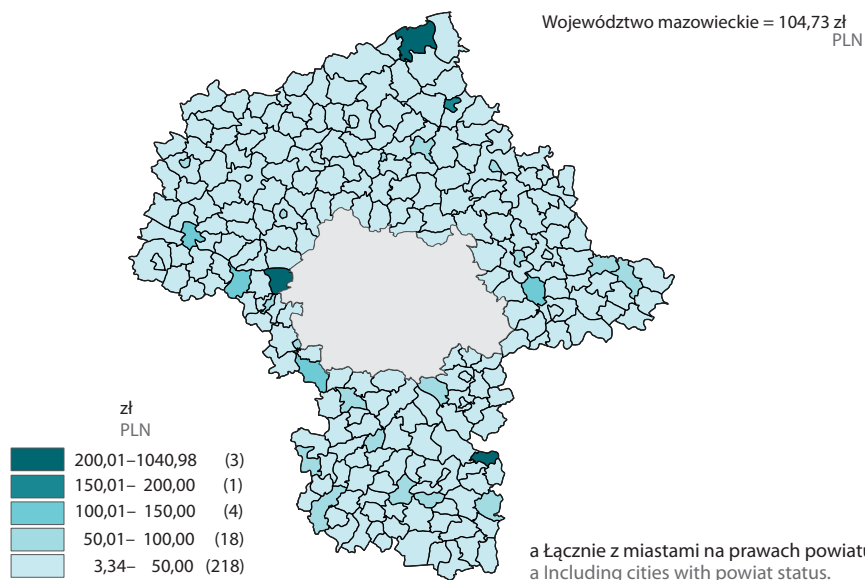 Województwo mazowieckie = 104,73 zł
PLN
zł
PLN
200,01–1040,98 (3)
150,01– 200,00 (1)
100,01– 150,00 (4)
50,01– 100,00 (18)
3,34– 50,00 (218)
a Łącznie z miastami na prawach powiatu
a Including cities with powiat status.